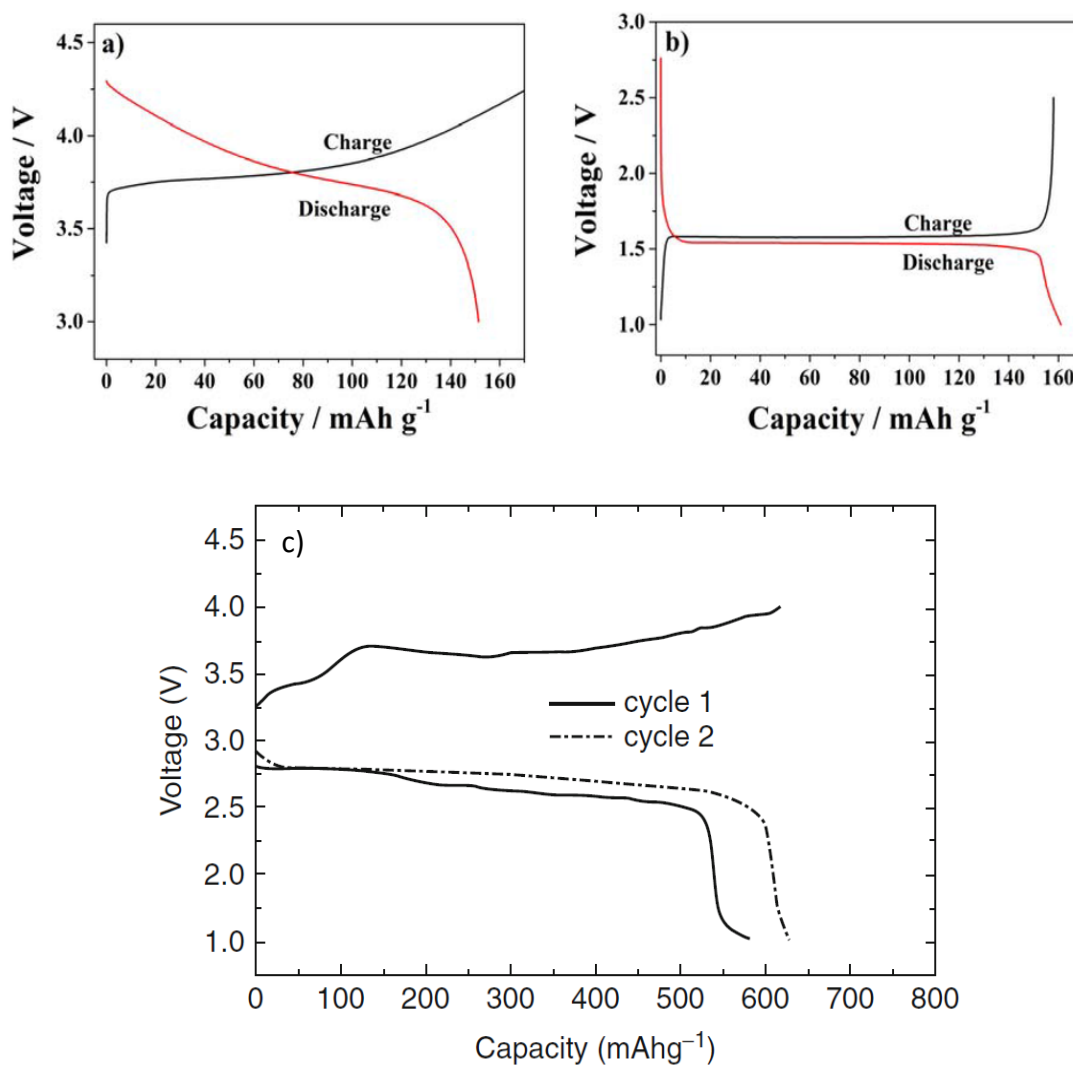 a)
4.5
4.0
3.5
3.0
Voltage / V
Charge
Discharge
0 20 40 60 80 100 120 140 160
Capacity / mAh g⁻¹
b)
3.0
2.5
2.0
1.5
1.0
Voltage / V
Charge
Discharge
0 20 40 60 80 100 120 140 160
Capacity / mAh g⁻¹
c)
4.5
4.0
3.5
3.0
2.5
2.0
1.0
Voltage (V)
cycle 1
cycle 2
0 100 200 300 400 500 600 700 800
Capacity (mAhg⁻¹)